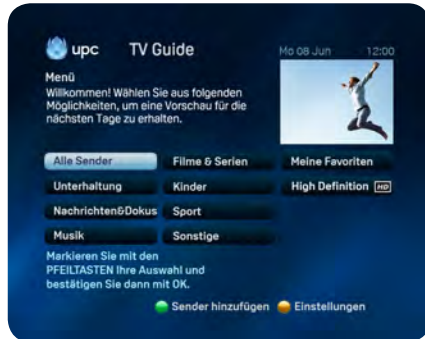 upc TV Guide Mo 08 Jun 12:00
Menü
Willkommen! Wählen Sie aus folgenden
Möglichkeiten, um eine Vorschau für die
nächsten Tage zu erhalten.
Alle Sender Filme & Serien Meine Favoriten
Unterhaltung Kinder High Definition HD
Nachrichten&Dokus Sport
Musik Sonstige
Markieren Sie mit den
PFEILTASTEN Ihre Auswahl und
bestätigen Sie dann mit OK.
Sender hinzufügen Einstellungen